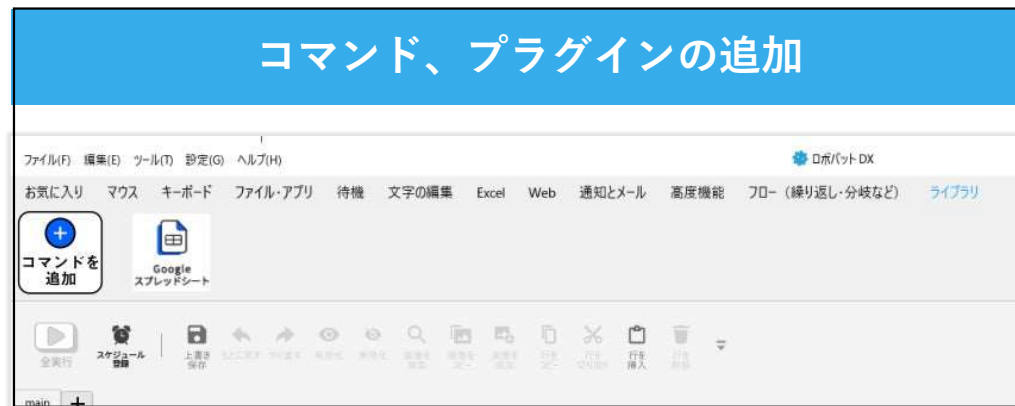 コマンド、プラグインの追加
ファイル(F) 編集(E) ツール(T) 設定(G) ヘルプ(H) ロボパットDX
お気に入り マウス キーボード ファイル・アプリ 待機 文字の編集 Excel Web 通知とメール 高度機能 フロー（繰り返し・分岐など） ライブラリ
コマンドを
追加
Google
スプレッドシート
全実行
スケジュール
登録
上書き
保存
行を
挿入
main